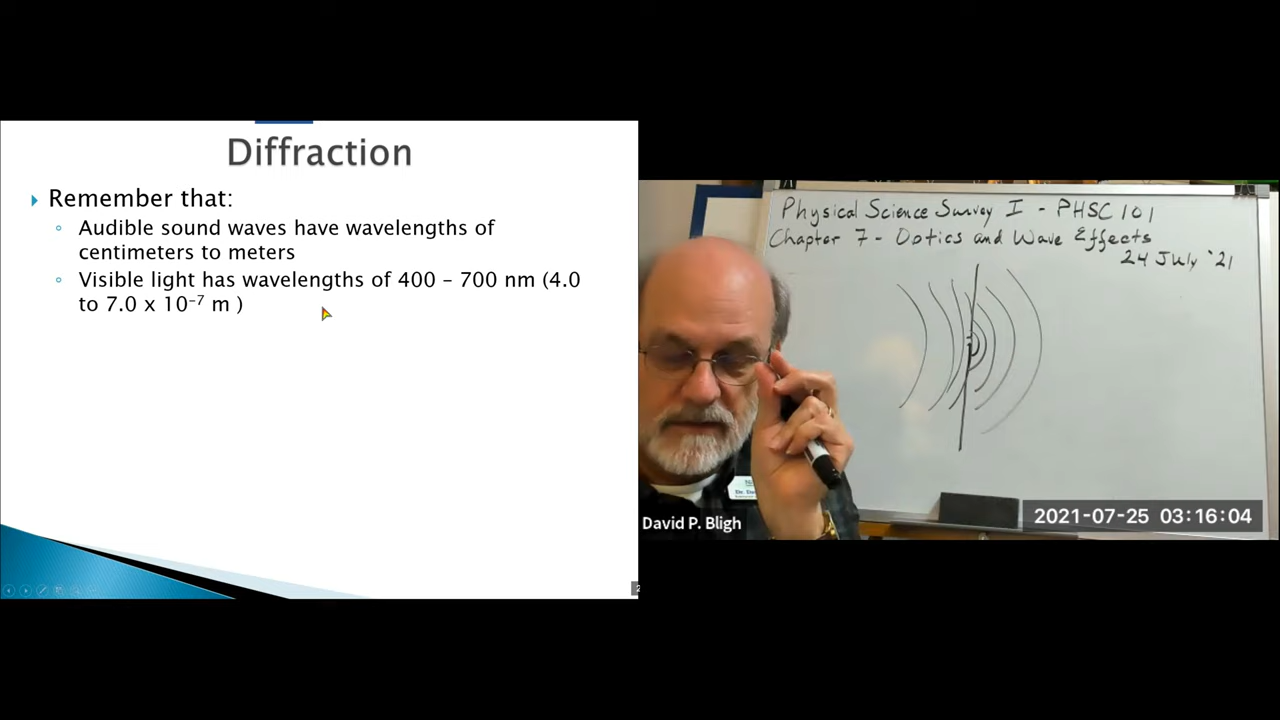 Diffraction
Remember that:
Audible sound waves have wavelengths of
centimeters to meters
Visible light has wavelengths of 400 – 700 nm (4.0
to 7.0 x 10⁻⁷ m )
Physical Science Survey I - PHSC 101
Chapter 7 - Optics and Wave Effects
24 July '21
Dr.
David P. Bligh
2021-07-25 03:16:04